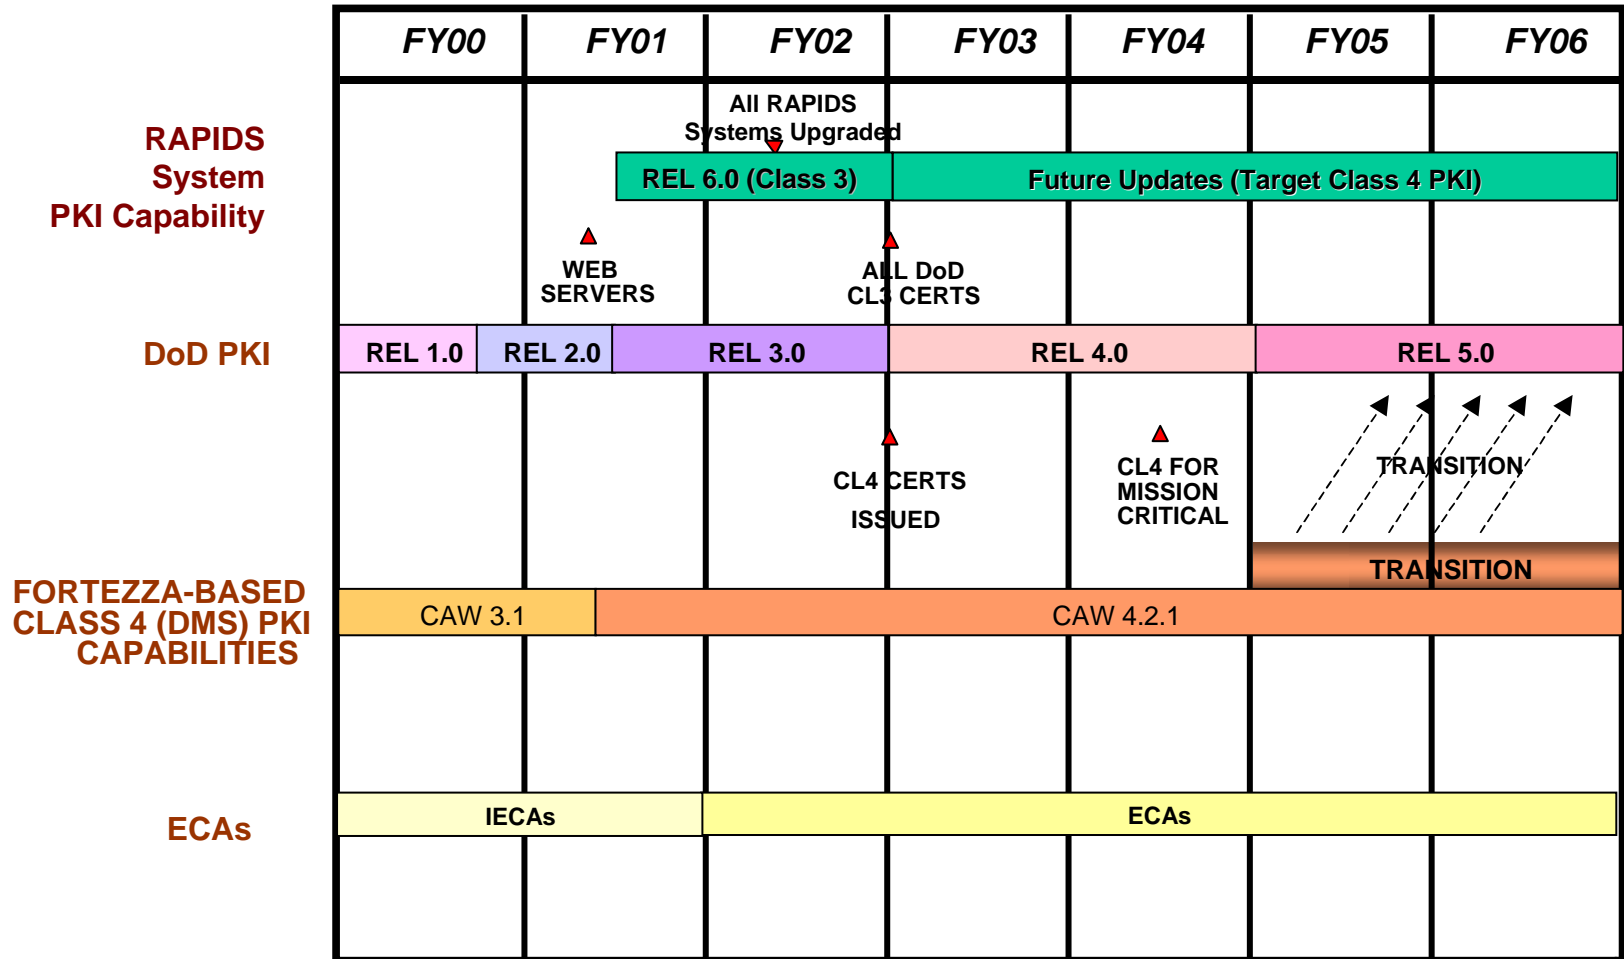 FY00 FY01 FY02 FY03 FY04 FY05 FY06
All RAPIDS
Systems Upgraded
RAPIDS
System
PKI Capability
REL 6.0 (Class 3)
Future Updates (Target Class 4 PKI)
WEB
SERVERS
ALL DoD
CL3 CERTS
DoD PKI
REL 1.0
REL 2.0
REL 3.0
REL 4.0
REL 5.0
CL4 CERTS
ISSUED
CL4 FOR
MISSION
CRITICAL
TRANSITION
TRANSITION
FORTEZZA-BASED
CLASS 4 (DMS) PKI
CAPABILITIES
CAW 3.1
CAW 4.2.1
ECAs
IECAs
ECAs